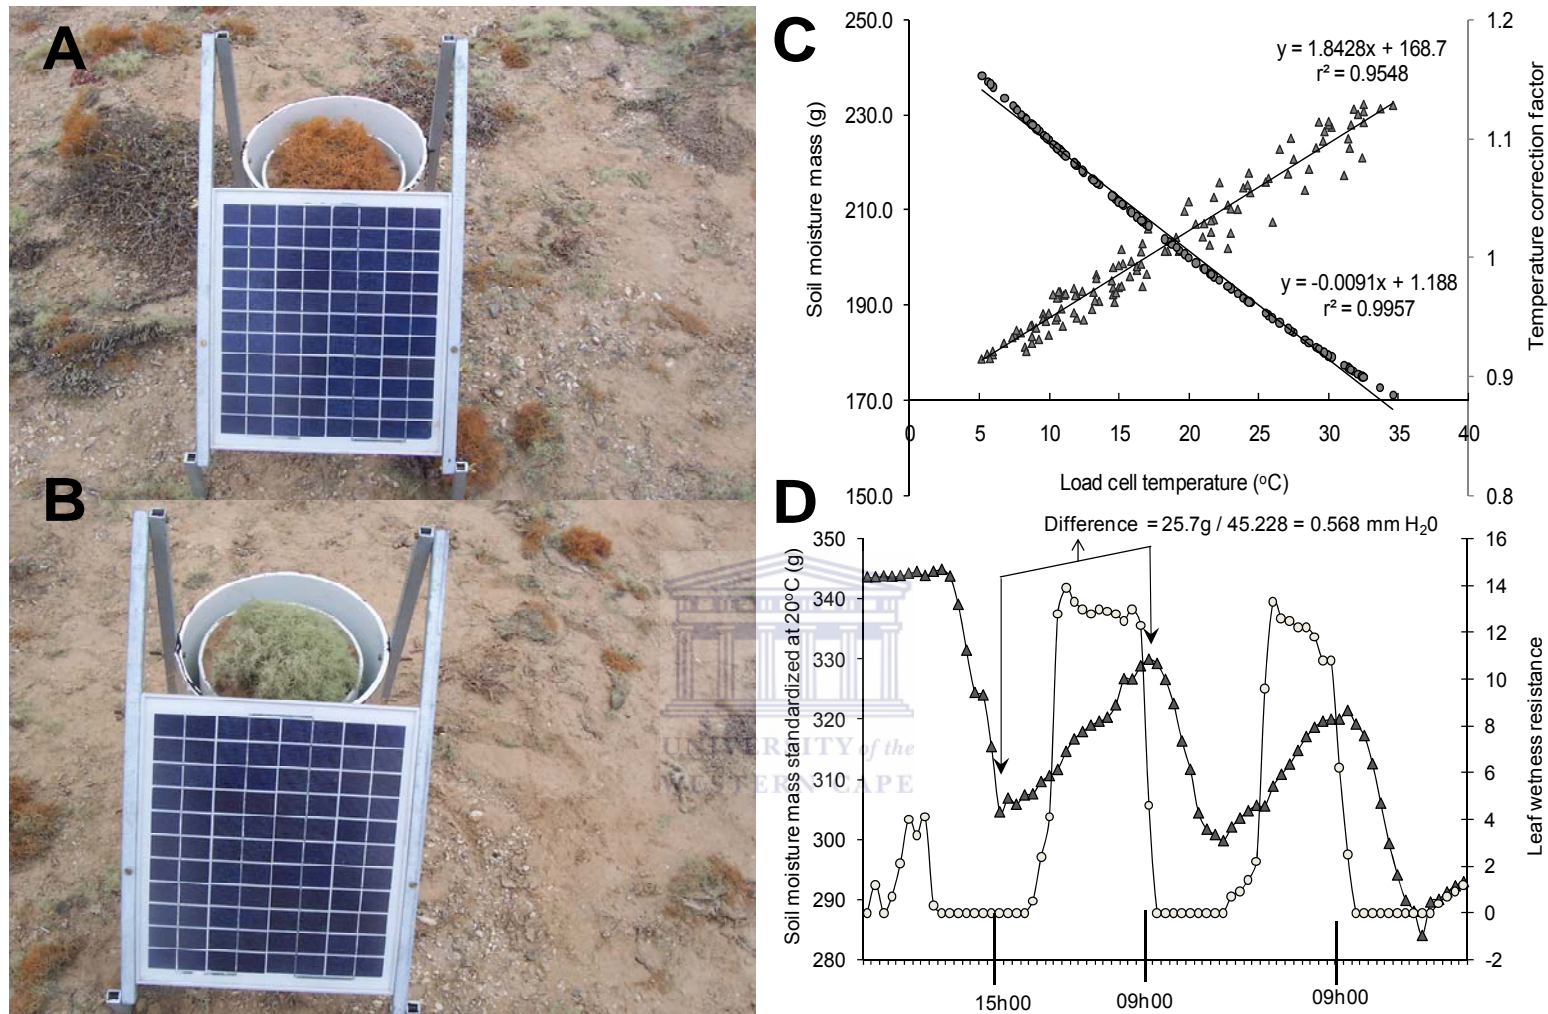 A
B
C
250.0
230.0
210.0
190.0
170.0
150.0
Soil moisture mass (g)
y = 1.8428x + 168.7
r² = 0.9548
y = -0.0091x + 1.188
r² = 0.9957
1.2
1.1
1
0.9
0.8
Temperature correction factor
0 5 10 15 20 25 30 35 40
Load cell temperature (ºC)
D
Difference = 25.7g / 45.228 = 0.568 mm H₂0
350
340
330
320
310
300
290
280
Soil moisture mass standardized at 20ºC (g)
16
14
12
10
8
6
4
2
0
-2
Leaf wetness resistance
15h00 09h00 09h00
UNIVERSITY of the
WESTERN CAPE